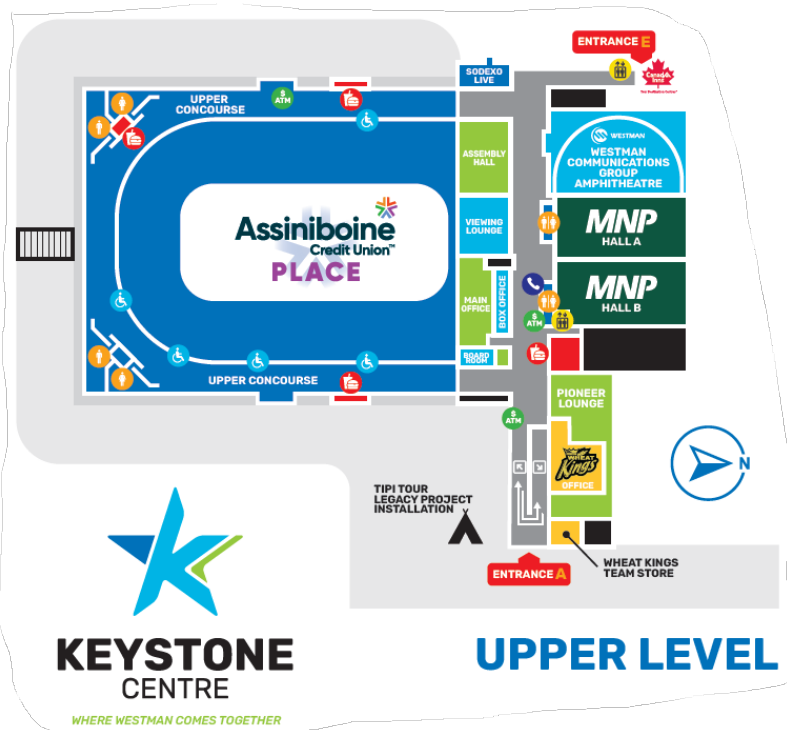 ENTRANCE E
SODEXO
LIVE
Canada's
UPPER
CONCOURSE
$
ATM
WESTMAN
WESTMAN
COMMUNICATIONS
GROUP
AMPHITHEATRE
ASSEMBLY
HALL
Assiniboine
Credit Union™
PLACE
VIEWING
LOUNGE
MNP
HALL A
MAIN
OFFICE
BOX OFFICE
MNP
HALL B
$
ATM
BOARD
ROOM
UPPER CONCOURSE
PIONEER
LOUNGE
$
ATM
WHEAT
Kings
OFFICE
N
TIPI TOUR
LEGACY PROJECT
INSTALLATION
ENTRANCE A
WHEAT KINGS
TEAM STORE
KEYSTONE
CENTRE
WHERE WESTMAN COMES TOGETHER
UPPER LEVEL